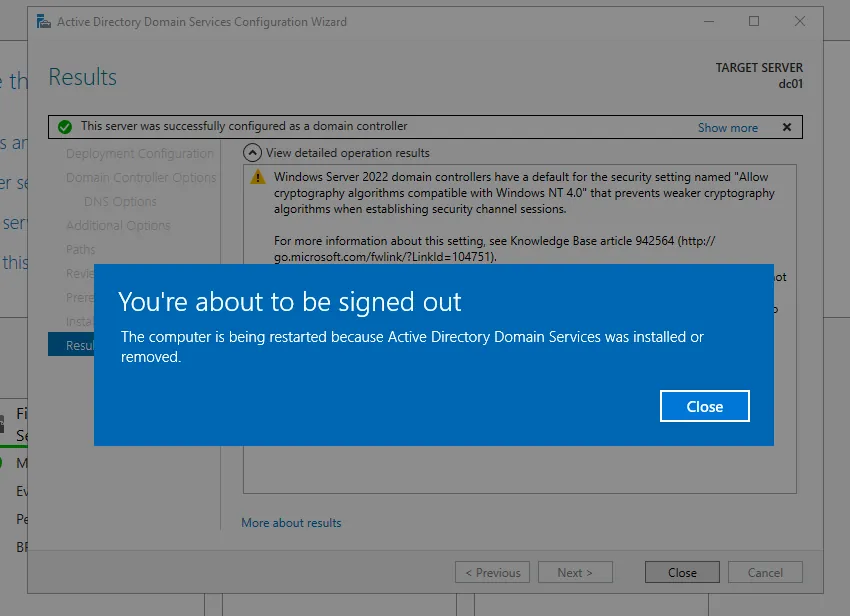 Active Directory Domain Services Configuration Wizard
Results
TARGET SERVER
dc01
This server was successfully configured as a domain controller
Show more
Deployment Configuration
Domain Controller Options
DNS Options
Additional Options
Paths
View detailed operation results
Windows Server 2022 domain controllers have a default for the security setting named "Allow
cryptography algorithms compatible with Windows NT 4.0" that prevents weaker cryptography
algorithms when establishing security channel sessions.
For more information about this setting, see Knowledge Base article 942564 (http://
go.microsoft.com/fwlink/?LinkId=104751).
You're about to be signed out
The computer is being restarted because Active Directory Domain Services was installed or
removed.
Close
More about results
< Previous
Next >
Close
Cancel